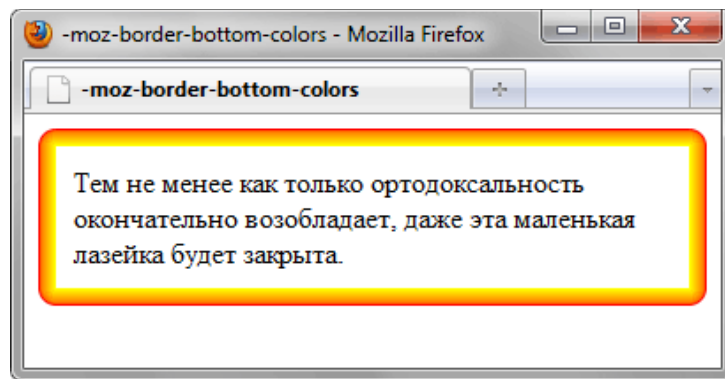 -moz-border-bottom-colors - Mozilla Firefox
-moz-border-bottom-colors
Тем не менее как только ортодоксальность
окончательно возобладает, даже эта маленькая
лазейка будет закрыта.